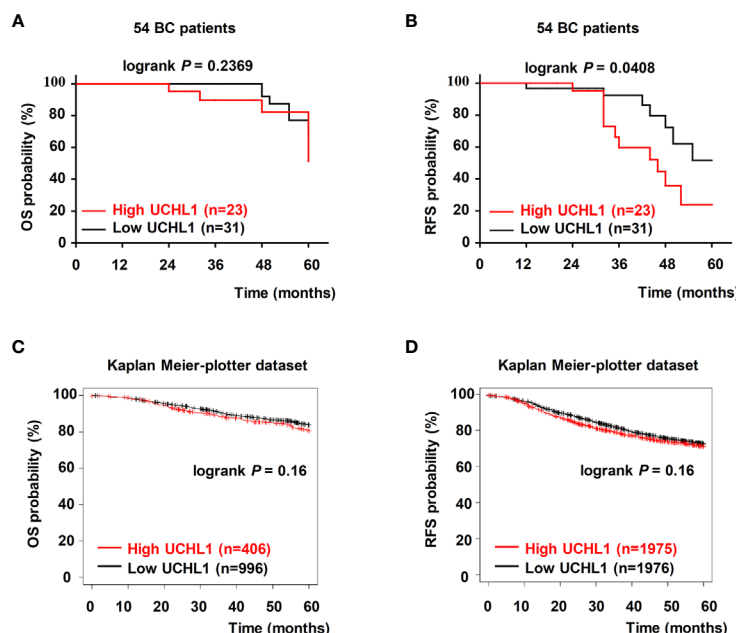 A
54 BC patients
logrank P = 0.2369
OS probability (%)
100
80
60
40
20
0
High UCHL1 (n=23)
Low UCHL1 (n=31)
0 12 24 36 48 60
Time (months)
B
54 BC patients
logrank P = 0.0408
RFS probability (%)
100
80
60
40
20
0
High UCHL1 (n=23)
Low UCHL1 (n=31)
0 12 24 36 48 60
Time (months)
C
Kaplan Meier-plotter dataset
OS probability (%)
100
80
60
40
20
0
logrank P = 0.16
High UCHL1 (n=406)
Low UCHL1 (n=996)
0 10 20 30 40 50 60
Time (months)
D
Kaplan Meier-plotter dataset
RFS probability (%)
100
80
60
40
20
0
logrank P = 0.16
High UCHL1 (n=1975)
Low UCHL1 (n=1976)
0 10 20 30 40 50 60
Time (months)